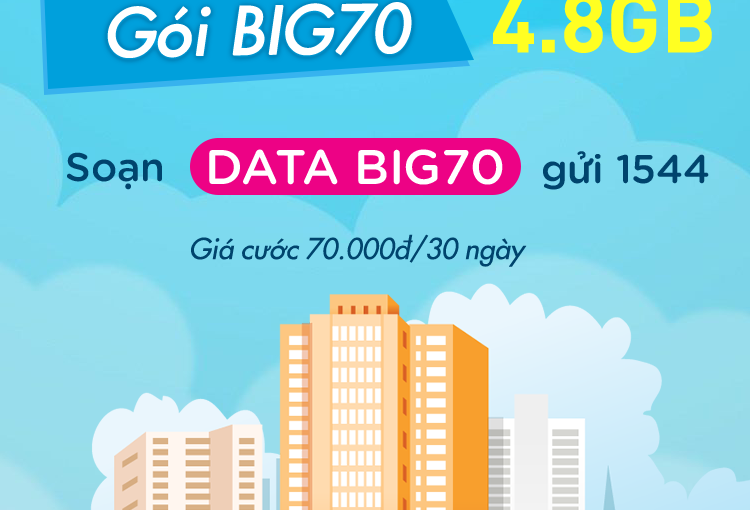 Gói BIG70 4.8GB
Soạn DATA BIG70 gửi 1544
Giá cước 70.000đ/30 ngày